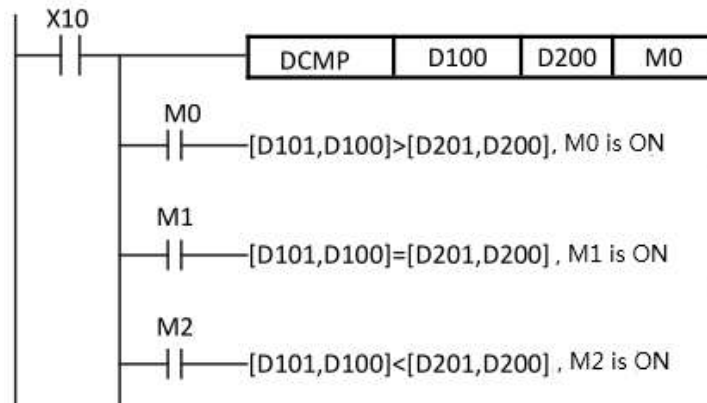 X10
DCMP D100 D200 M0
M0
[D101,D100]>[D201,D200], M0 is ON
M1
[D101,D100]=[D201,D200] , M1 is ON
M2
[D101,D100]<[D201,D200] , M2 is ON